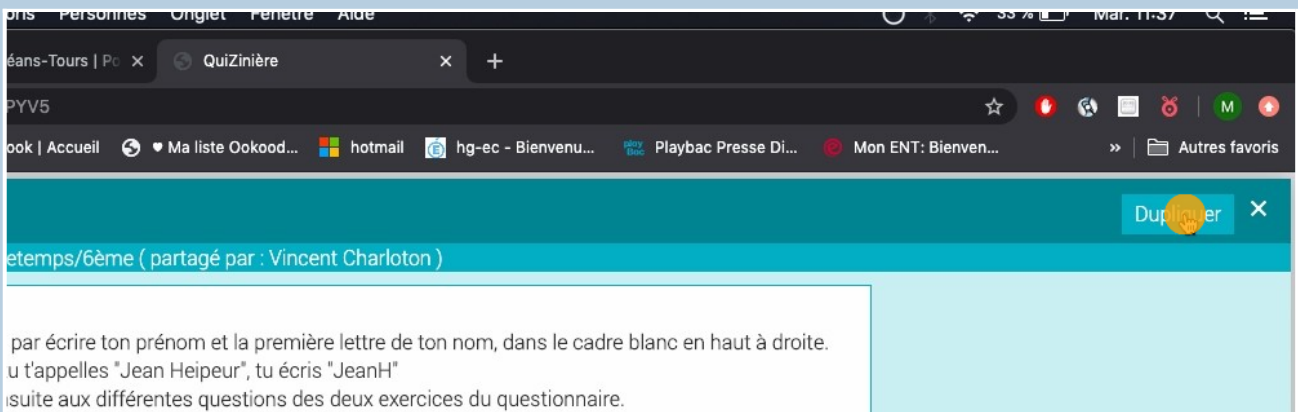 ons Personnes Onglet Fenêtre Aide 33 % Mar. 11:37
éans-Tours | Po QuiZinière
PYV5
ook | Accueil ♥ Ma liste Ookood... hotmail hg-ec - Bienvenu... Playbac Presse Di... Mon ENT: Bienven... » Autres favoris
M
Dupliquer ×
etemps/6ème ( partagé par : Vincent Charloton )
par écrire ton prénom et la première lettre de ton nom, dans le cadre blanc en haut à droite.
u t'appelles "Jean Heipeur", tu écris "JeanH"
suite aux différentes questions des deux exercices du questionnaire.